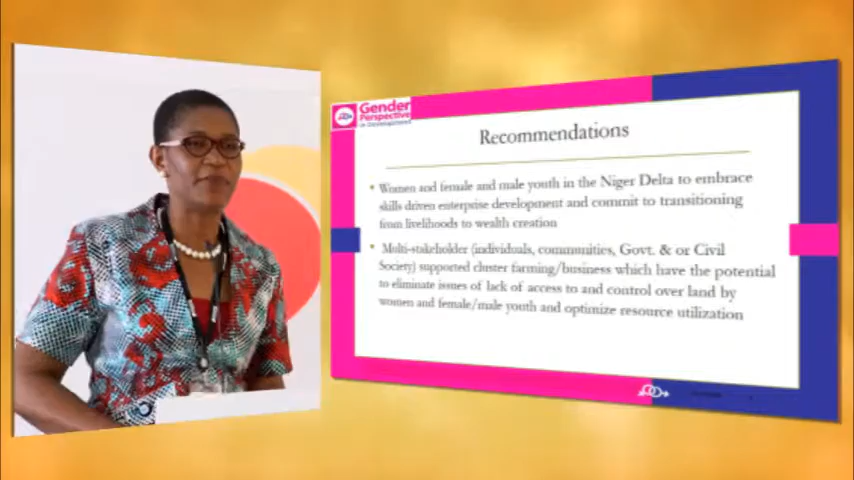 Gender
Perspective
in Development
Recommendations
• Women and female and male youth in the Niger Delta to embrace
skills driven enterprise development and commit to transitioning
from livelihoods to wealth creation
• Multi-stakeholder (individuals, communities, Govt. & or Civil
Society) supported cluster farming/business which have the potential
to eliminate issues of lack of access to and control over land by
women and female/male youth and optimize resource utilization